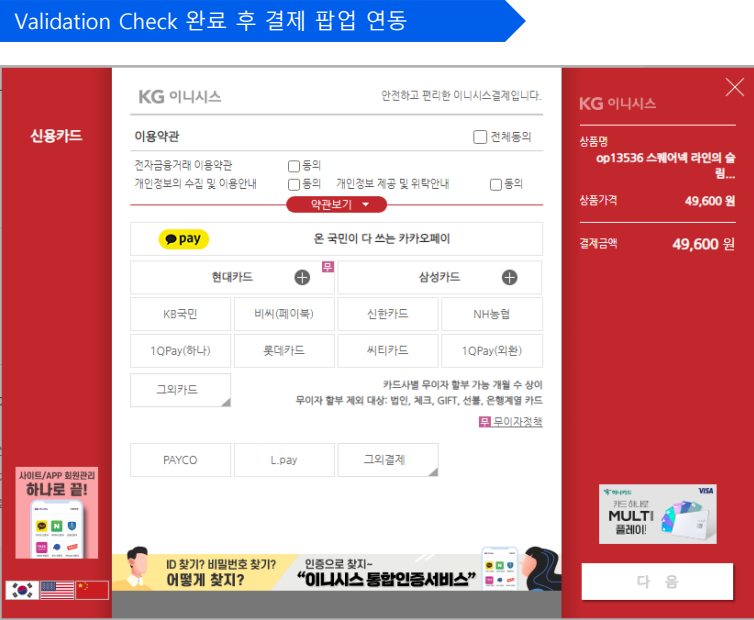 Validation Check 완료 후 결제 팝업 연동
신용카드
KG 이니시스
안전하고 편리한 이니시스결제입니다.
이용약관
전체동의
전자금융거래 이용약관 동의
개인정보의 수집 및 이용안내 동의 개인정보 제공 및 위탁안내 동의
약관보기
pay 온 국민이 다 쓰는 카카오페이
현대카드 무 삼성카드
KB국민 비씨(페이북) 신한카드 NH농협
1QPay(하나) 롯데카드 씨티카드 1QPay(외환)
그외카드
카드사별 무이자 할부 가능 개월 수 상이
무이자 할부 제외 대상: 법인, 체크, GIFT, 선불, 은행계열 카드
무 무이자정책
PAYCO L.pay 그외결제
사이트/APP 회원관리
하나로 끝!
ID 찾기? 비밀번호 찾기?
어떻게 찾지?
인증으로 찾지~
“이니시스 통합인증서비스”
KG 이니시스
상품명
op13536 스퀘어넥 라인의 슬
림...
상품가격 49,600 원
결제금액 49,600 원
하나카드 VISA
카드 하나로
MULTI
플레이!
다 음